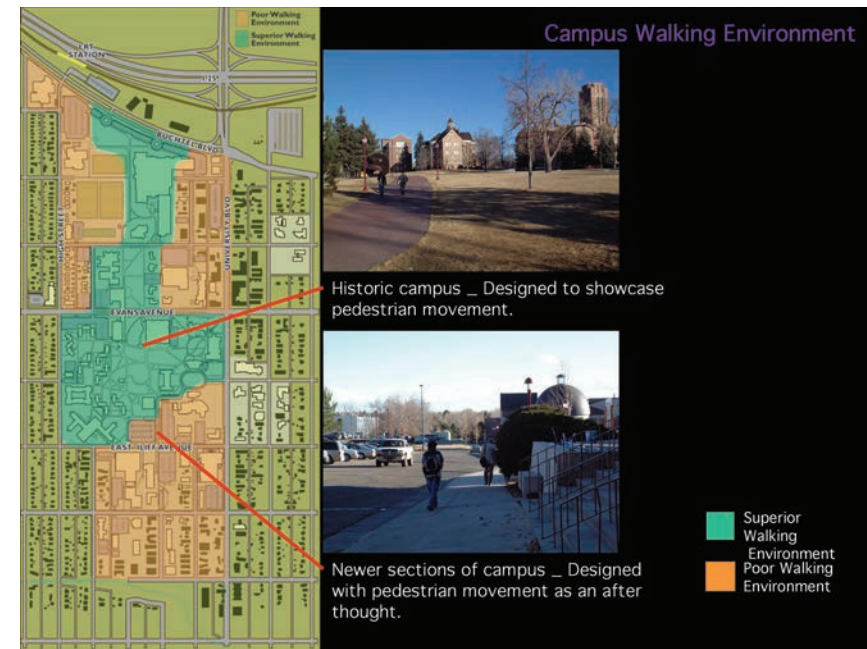 Poor Walking
Environment
Superior Walking
Environment
Campus Walking Environment
LRT
STATION
I-25
BUCHTEL BLVD
HIGH STREET
UNIVERSITY BLVD
EVANS AVENUE
EAST ILIFF AVENUE
Historic campus _ Designed to showcase
pedestrian movement.
Newer sections of campus _ Designed
with pedestrian movement as an after
thought.
Superior
Walking
Environment
Poor Walking
Environment